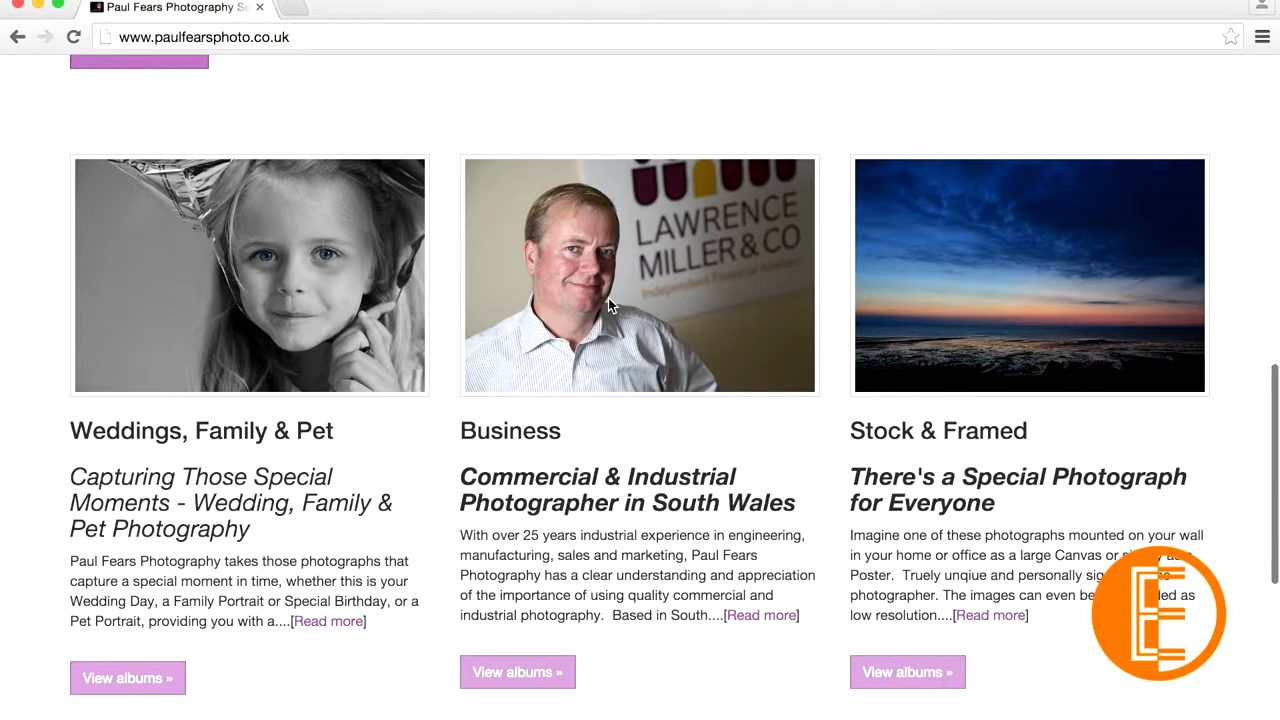 Paul Fears Photography Se
www.paulfearsphoto.co.uk
LAWRENCE
MILLER & CO
Independent Financial
Weddings, Family & Pet
Capturing Those Special
Moments - Wedding, Family &
Pet Photography
Paul Fears Photography takes those photographs that
capture a special moment in time, whether this is your
Wedding Day, a Family Portrait or Special Birthday, or a
Pet Portrait, providing you with a....[Read more]
View albums »
Business
Commercial & Industrial
Photographer in South Wales
With over 25 years industrial experience in engineering,
manufacturing, sales and marketing, Paul Fears
Photography has a clear understanding and appreciation
of the importance of using quality commercial and
industrial photography. Based in South....[Read more]
View albums »
Stock & Framed
There's a Special Photograph
for Everyone
Imagine one of these photographs mounted on your wall
in your home or office as a large Canvas or
Poster. Truely unqiue and personally
photographer. The images can even be as
low resolution....[Read more]
View albums »